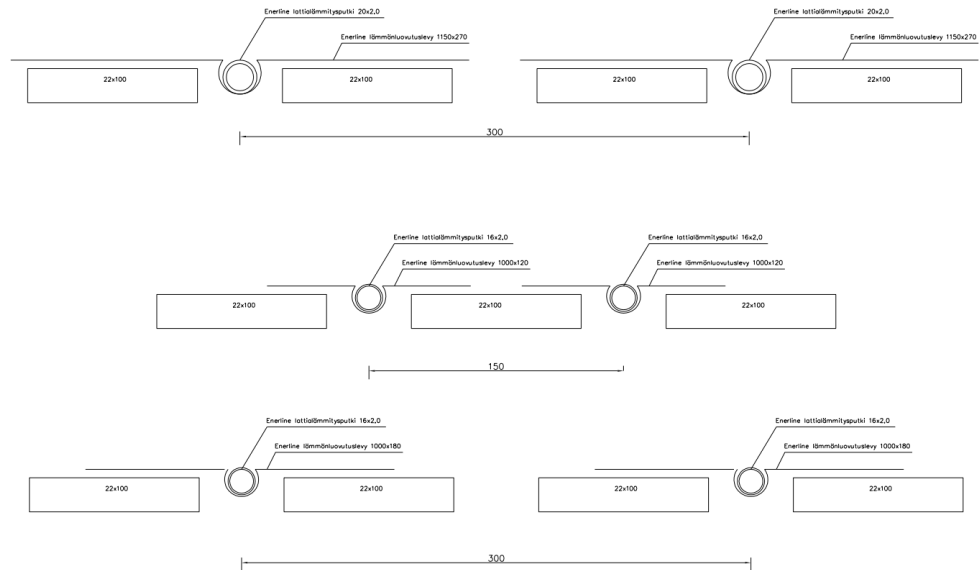 Enerline lattialämmitysputki 20x2,0
Enerline lattialämmitysputki 20x2,0
Enerline lämmönluovutuslevy 1150x270
Enerline lämmönluovutuslevy 1150x270
22x100
22x100
22x100
22x100
300
Enerline lattialämmitysputki 16x2,0
Enerline lattialämmitysputki 16x2,0
Enerline lämmönluovutuslevy 1000x120
Enerline lämmönluovutuslevy 1000x120
22x100
22x100
22x100
150
Enerline lattialämmitysputki 16x2,0
Enerline lattialämmitysputki 16x2,0
Enerline lämmönluovutuslevy 1000x180
Enerline lämmönluovutuslevy 1000x180
22x100
22x100
22x100
22x100
300